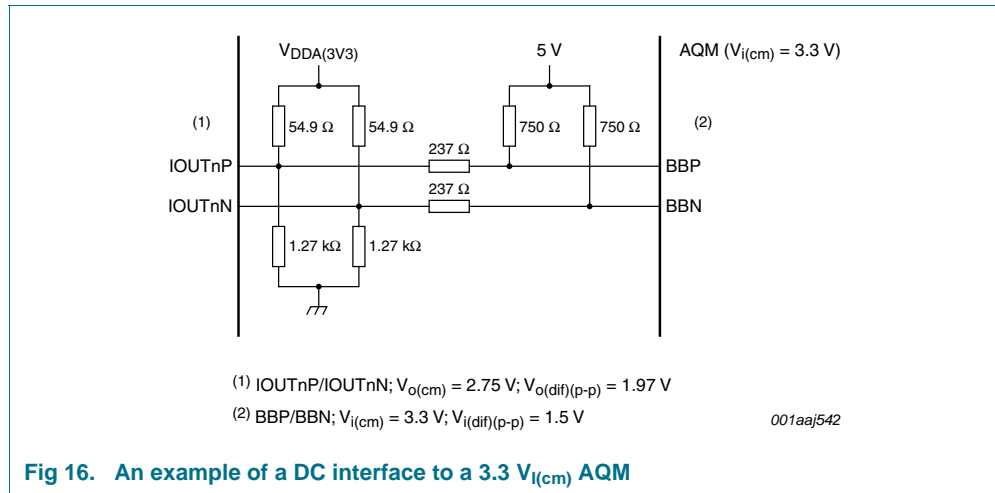 V_DDA(3V3) 5 V AQM (V_i(cm) = 3.3 V)
(1) 54.9 Ω 54.9 Ω 750 Ω 750 Ω (2)
237 Ω
IOUTnP BBP
237 Ω
IOUTnN BBN
1.27 kΩ 1.27 kΩ
(1) IOUTnP/IOUTnN; V_o(cm) = 2.75 V; V_o(dif)(p-p) = 1.97 V
(2) BBP/BBN; V_i(cm) = 3.3 V; V_i(dif)(p-p) = 1.5 V
001aaj542
Fig 16. An example of a DC interface to a 3.3 V_I(cm) AQM